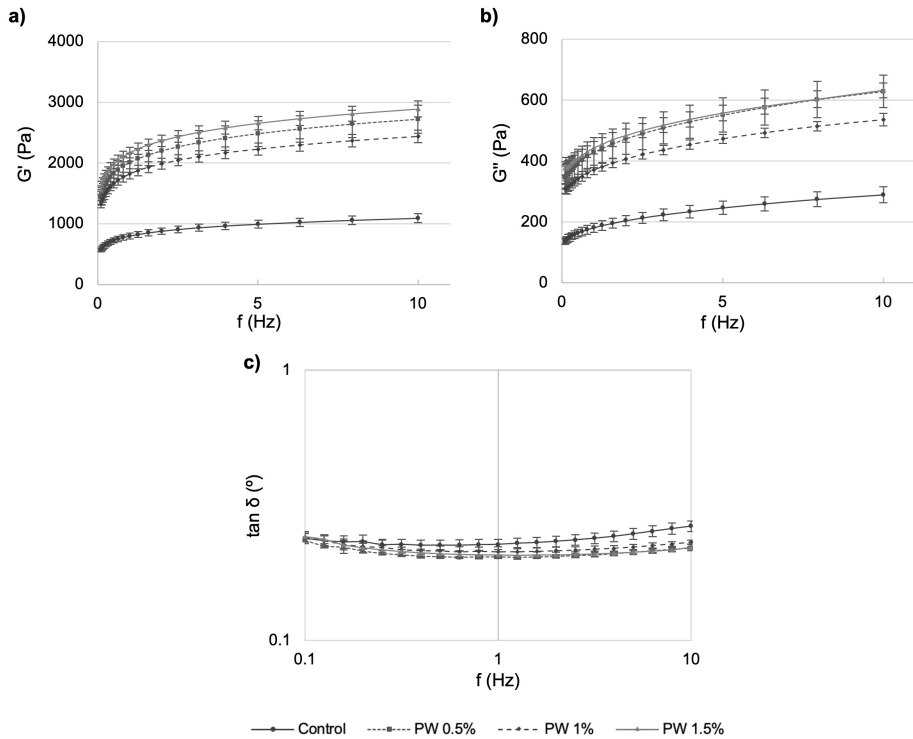 a)
4000
3000
2000
1000
0
G' (Pa)
0 5 10
f (Hz)
b)
800
600
400
200
0
G'' (Pa)
0 5 10
f (Hz)
c)
1
0.1
tan δ (º)
0.1 1 10
f (Hz)
Control PW 0.5% PW 1% PW 1.5%